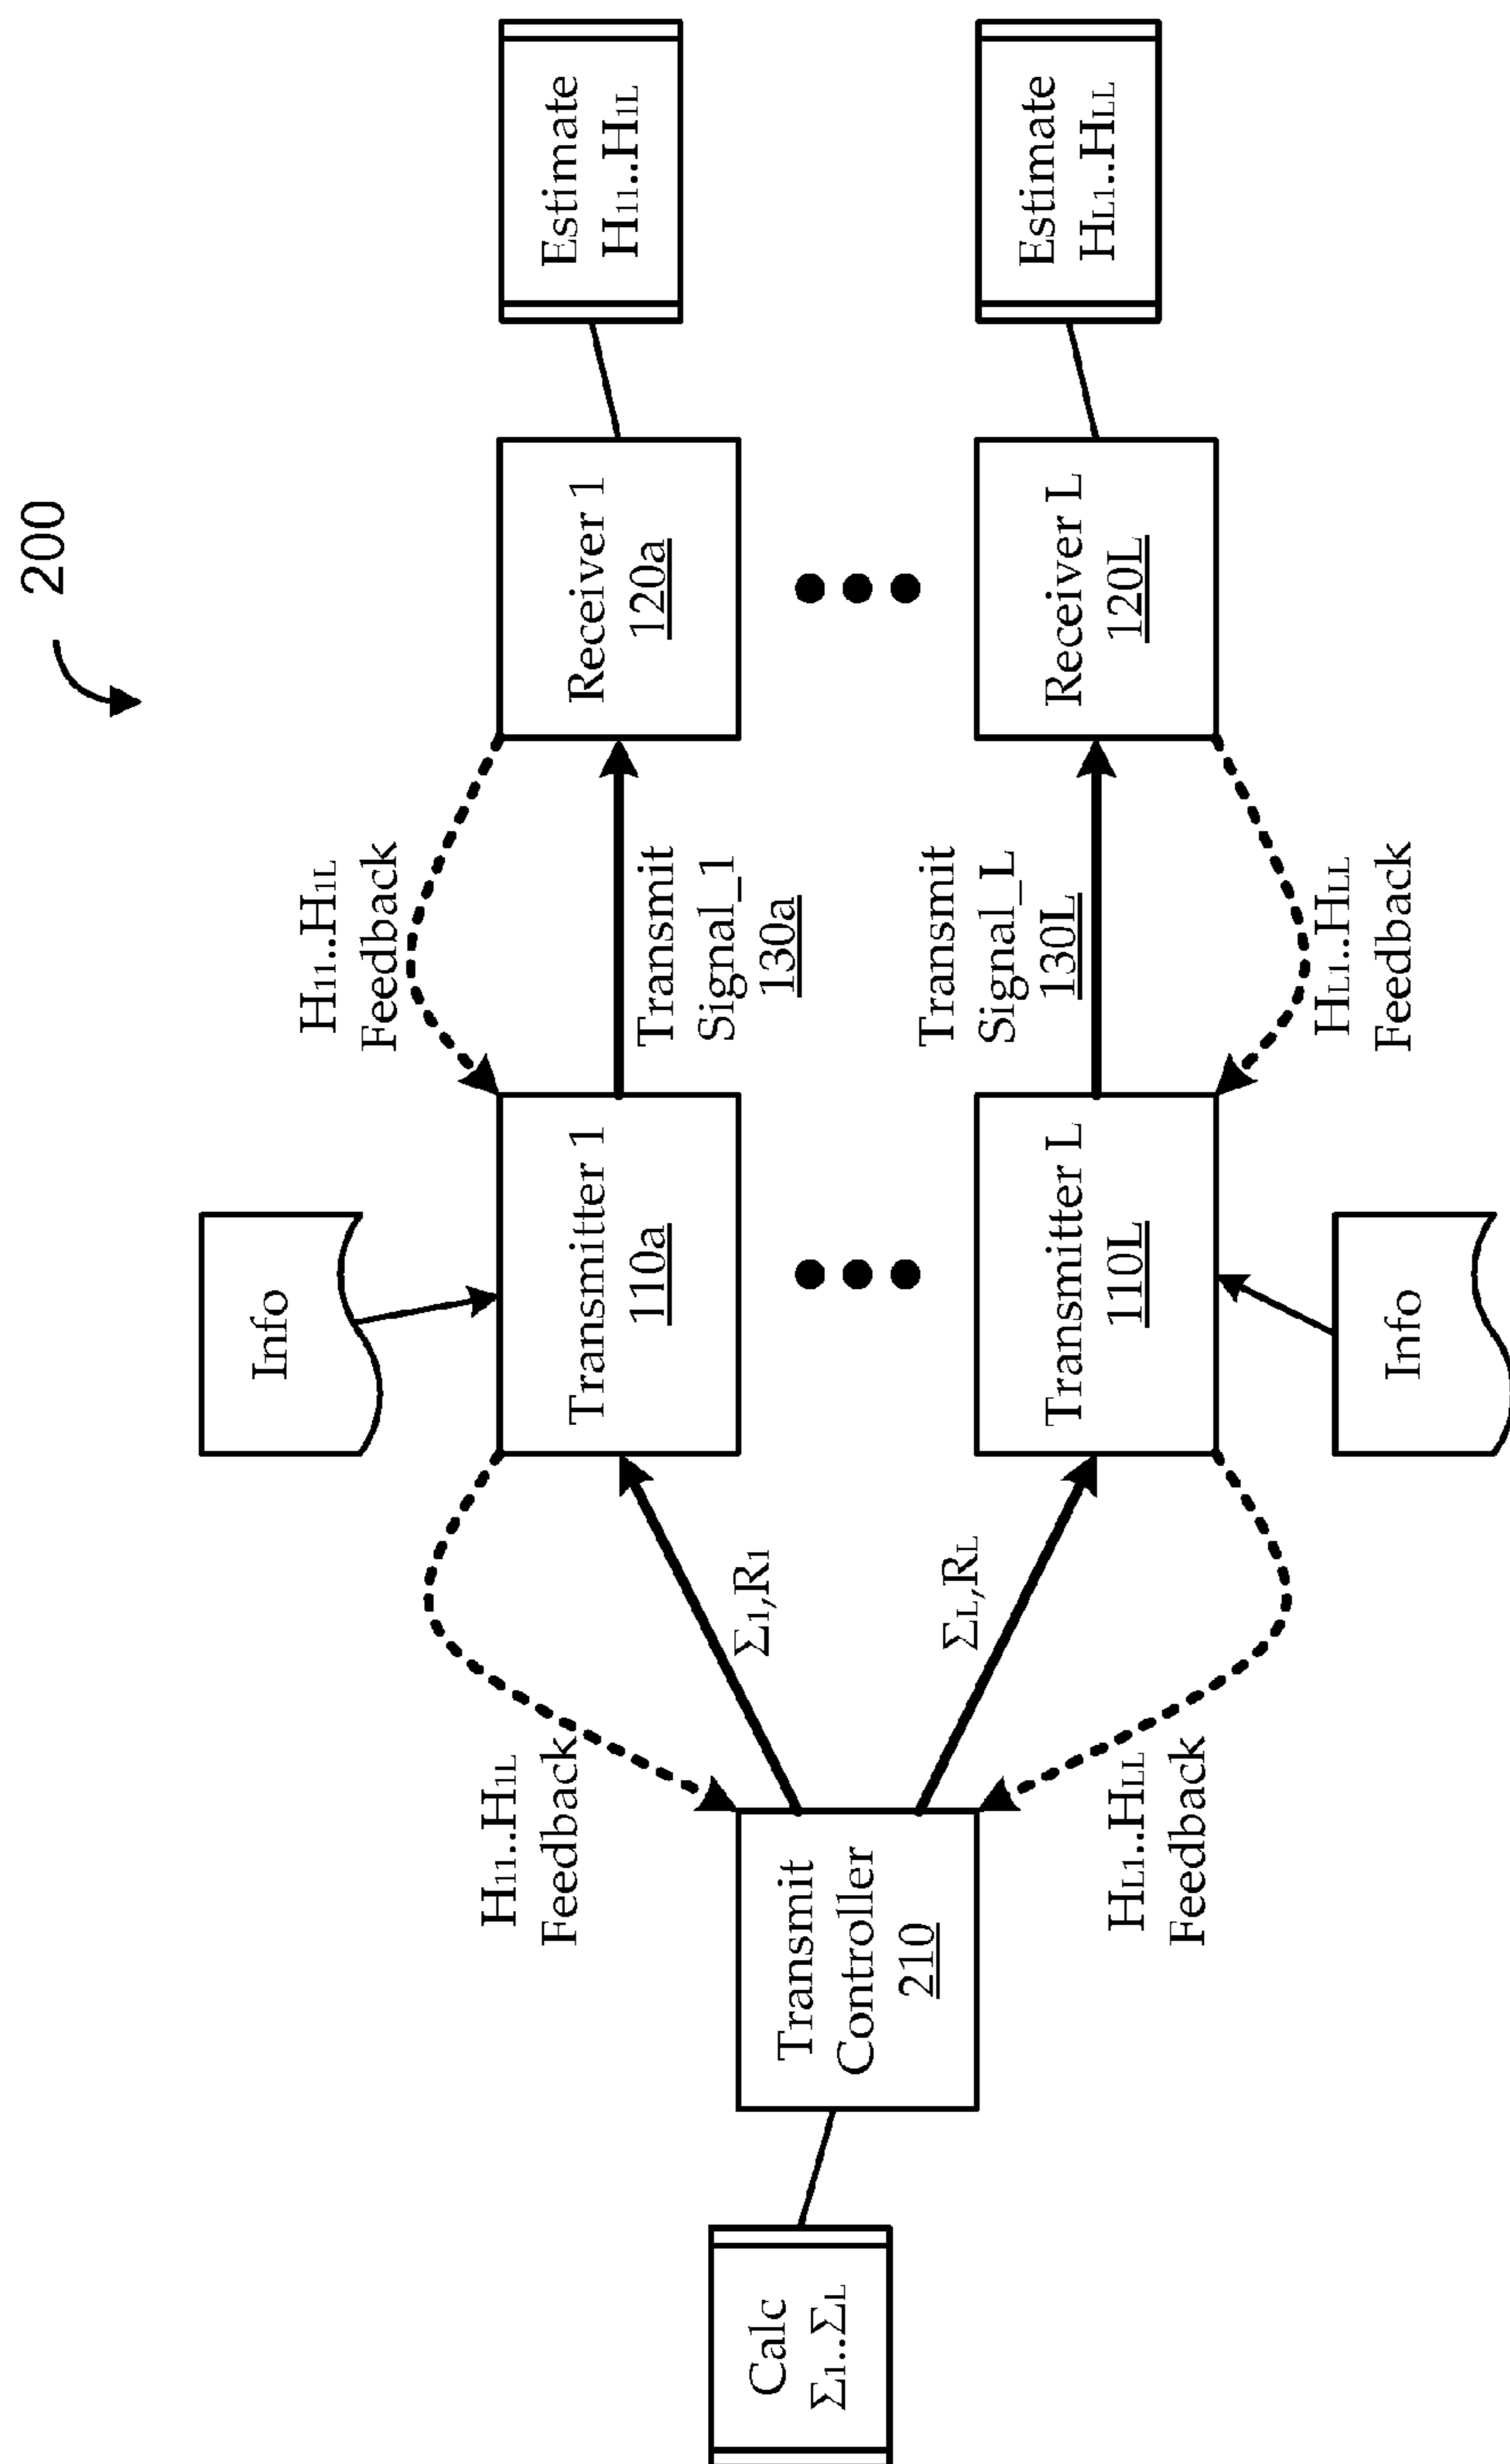 200
H₁₁..H₁L
Feedback
Info
H₁₁..H₁L
Feedback
Estimate
H₁₁..H₁L
Receiver 1
120a
Transmit
Signal_1
130a
Transmitter 1
110a
Σ₁,R₁
Transmit
Controller
210
Calc
Σ₁..ΣL
Estimate
HL₁..HLL
Receiver L
120L
Transmit
Signal_L
130L
Transmitter L
110L
ΣL,RL
HL₁..HLL
Feedback
Info
HL₁..HLL
Feedback